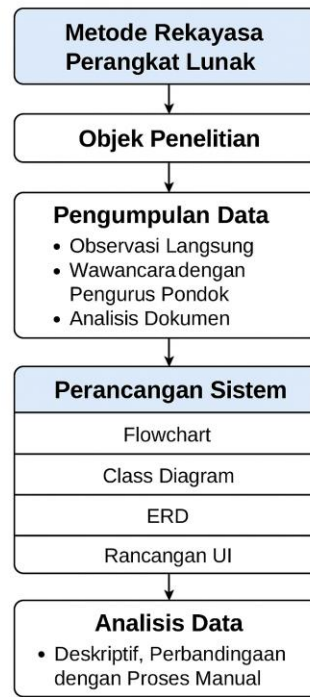 Metode Rekayasa
Perangkat Lunak
Objek Penelitian
Pengumpulan Data
• Observasi Langsung
• Wawancara dengan
Pengurus Pondok
• Analisis Dokumen
Perancangan Sistem
Flowchart
Class Diagram
ERD
Rancangan UI
Analisis Data
• Deskriptif, Perbandingaan
dengan Proses Manual